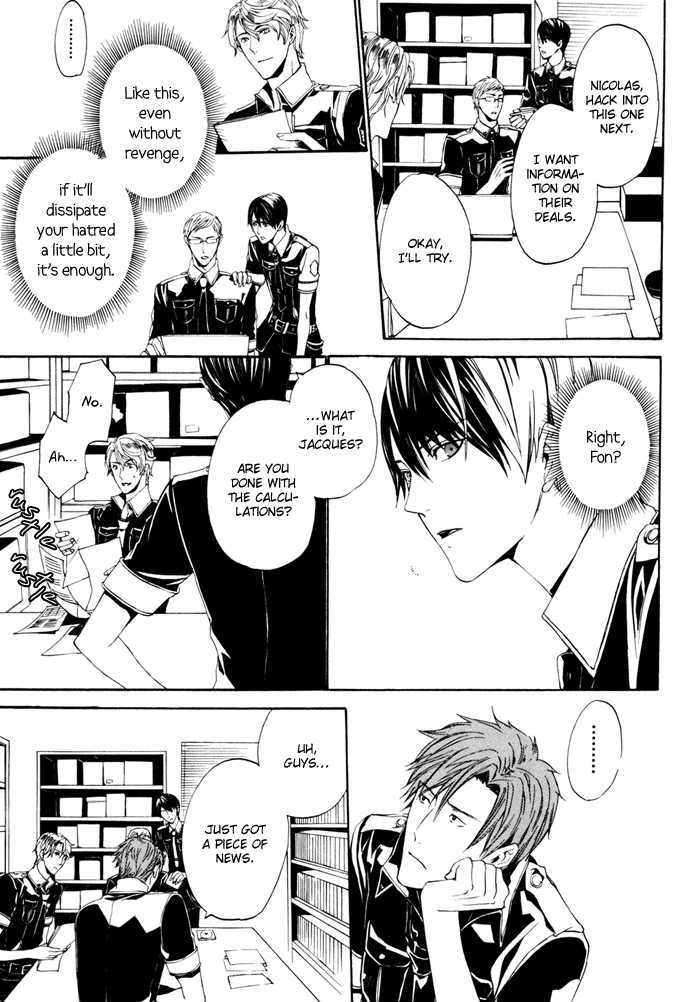 NICOLAS,
HACK INTO
THIS ONE
NEXT.
I WANT
INFORMA-
TION ON
THEIR
DEALS.
OKAY,
I'LL TRY.
........
Like this,
even
without
revenge,
if it'll
dissipate
your hatred
a little bit,
it's enough.
Right,
Fon?
...WHAT
IS IT,
JACQUES?
ARE YOU
DONE WITH
THE CALCU-
LATIONS?
No.
Ah...
rustle
rustle
........
UH,
GUYS...
JUST GOT
A PIECE OF
NEWS.